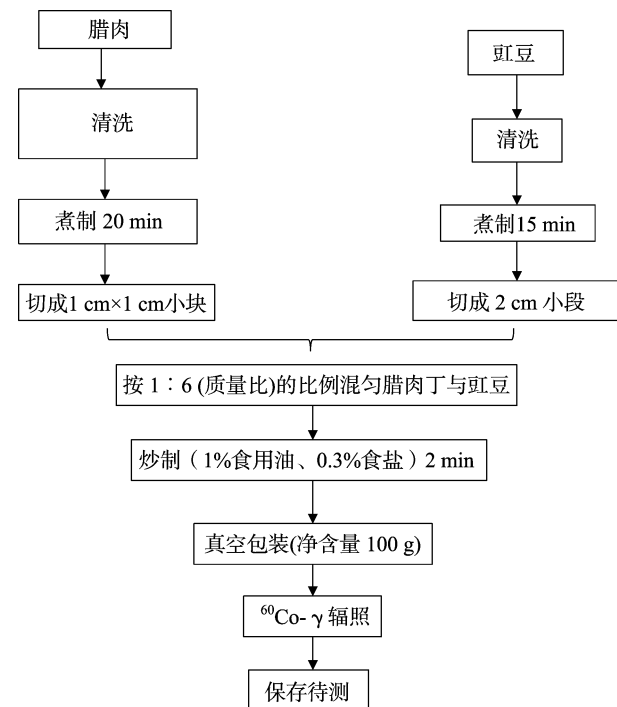 腊肉
清洗
煮制 20 min
切成1 cm×1 cm小块
豇豆
清洗
煮制15 min
切成 2 cm 小段
按 1∶6 (质量比)的比例混匀腊肉丁与豇豆
炒制（1%食用油、0.3%食盐）2 min
真空包装(净含量 100 g)
⁶⁰Co- γ 辐照
保存待测